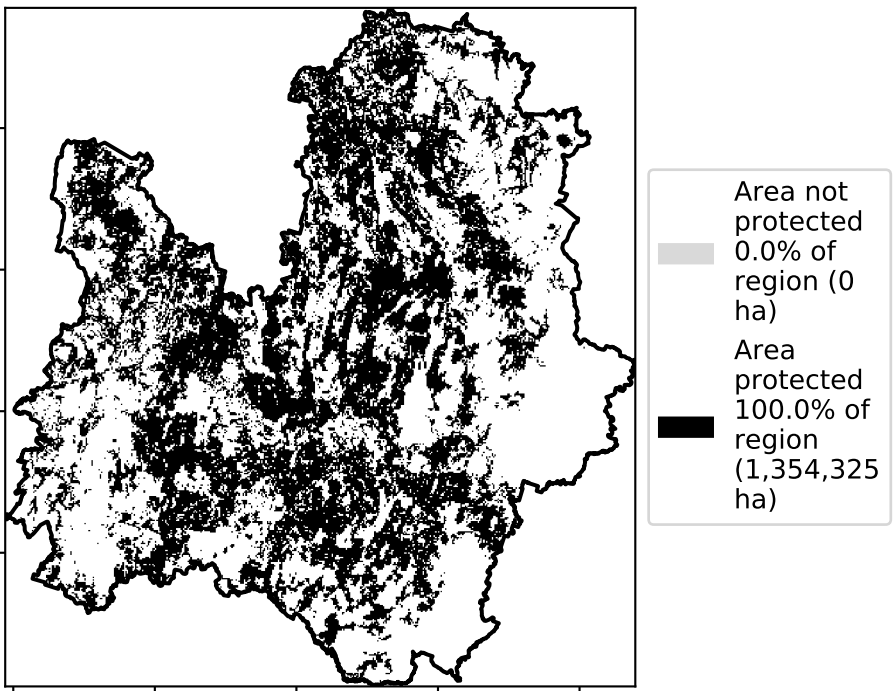 Area not
protected
0.0% of
region (0
ha)
Area
protected
100.0% of
region
(1,354,325
ha)